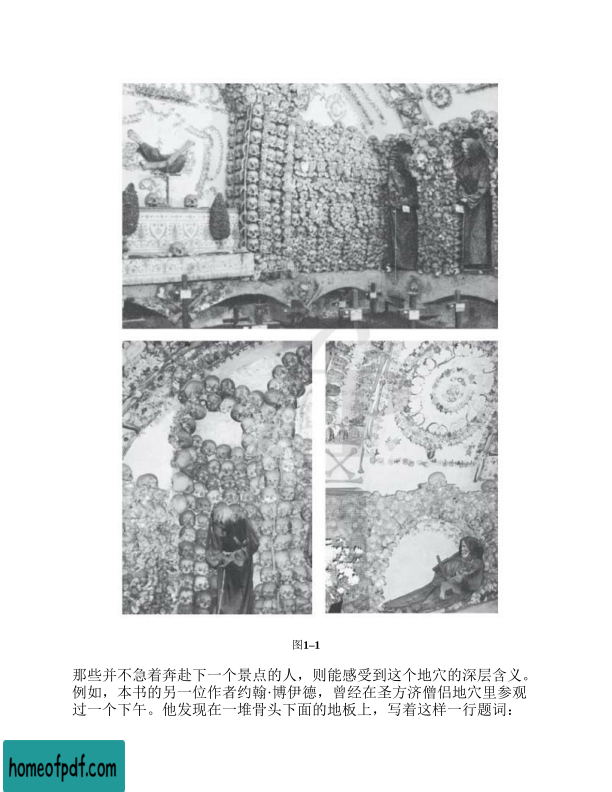 图1–1
那些并不急着奔赴下一个景点的人，则能感受到这个地穴的深层含义。
例如，本书的另一位作者约翰·博伊德，曾经在圣方济僧侣地穴里参观
过一个下午。他发现在一堆骨头下面的地板上，写着这样一行题词：
homeofpdf.com